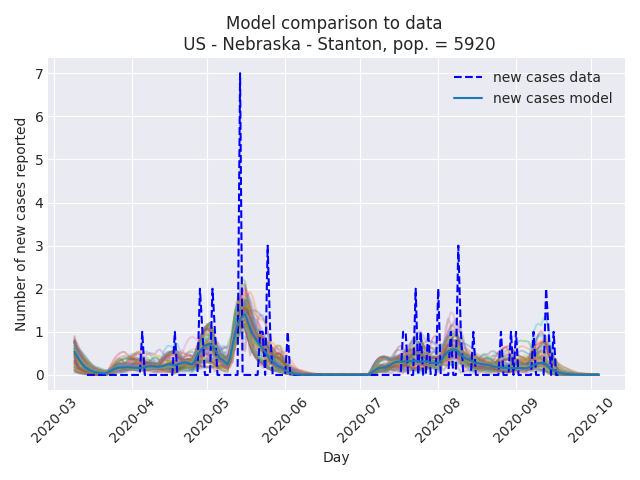 Model comparison to data
US - Nebraska - Stanton, pop. = 5920
new cases data
new cases model
Number of new cases reported
7
6
5
4
3
2
1
0
2020-03
2020-04
2020-05
2020-06
2020-07
2020-08
2020-09
2020-10
Day